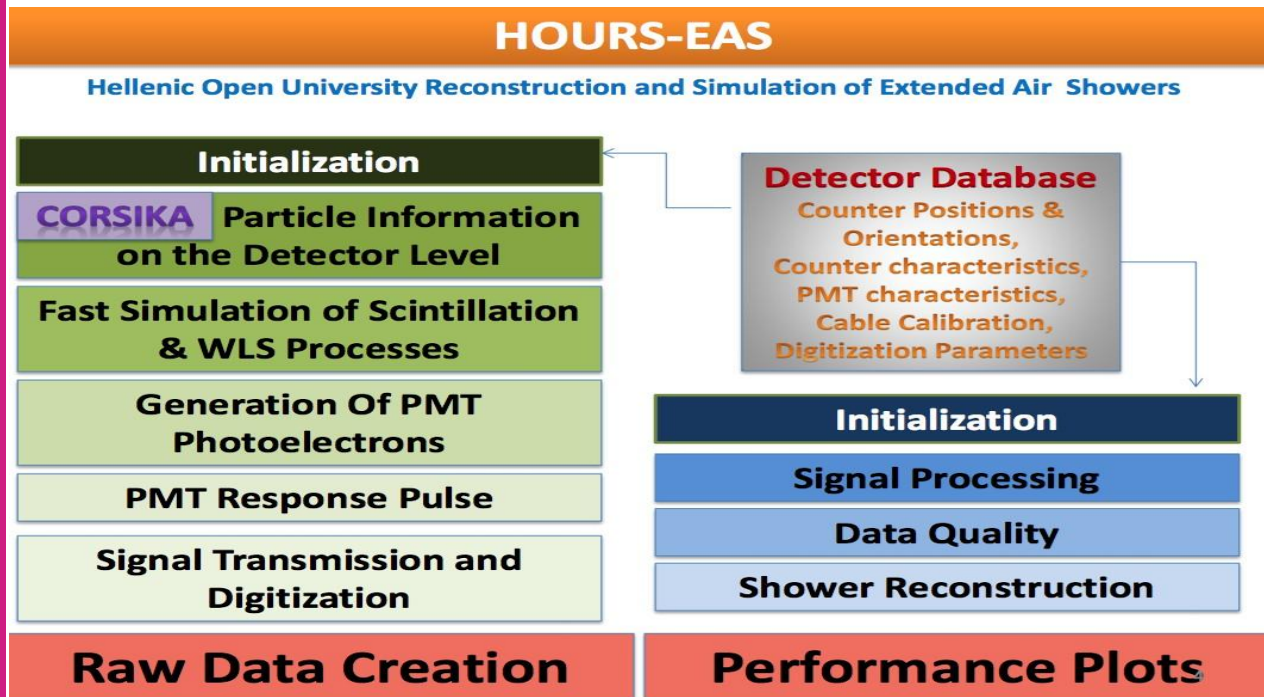 HOURS-EAS
Hellenic Open University Reconstruction and Simulation of Extended Air Showers
Initialization
CORSIKA Particle Information
on the Detector Level
Fast Simulation of Scintillation
& WLS Processes
Generation Of PMT
Photoelectrons
PMT Response Pulse
Signal Transmission and
Digitization
Raw Data Creation
Detector Database
Counter Positions &
Orientations,
Counter characteristics,
PMT characteristics,
Cable Calibration,
Digitization Parameters
Initialization
Signal Processing
Data Quality
Shower Reconstruction
Performance Plots
4